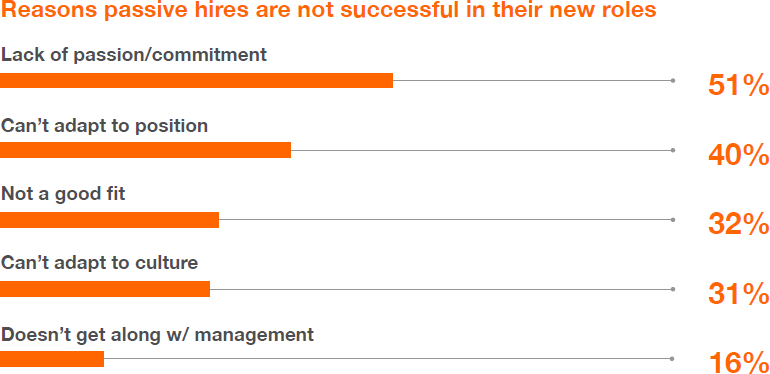 Reasons passive hires are not successful in their new roles
Lack of passion/commitment
51%
Can’t adapt to position
40%
Not a good fit
32%
Can’t adapt to culture
31%
Doesn’t get along w/ management
16%